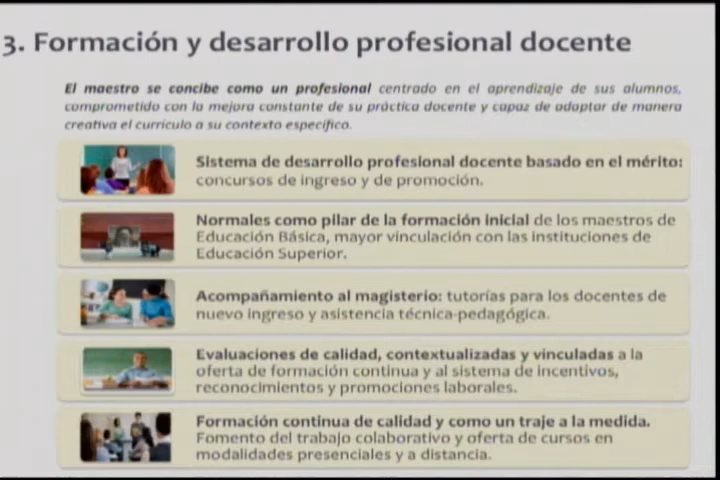 3. Formación y desarrollo profesional docente
El maestro se concibe como un profesional centrado en el aprendizaje de sus alumnos,
comprometido con la mejora constante de su práctica docente y capaz de adaptar de manera
creativa el currículo a su contexto específico.
Sistema de desarrollo profesional docente basado en el mérito:
concursos de ingreso y de promoción.
Normales como pilar de la formación inicial de los maestros de
Educación Básica, mayor vinculación con las instituciones de
Educación Superior.
Acompañamiento al magisterio: tutorías para los docentes de
nuevo ingreso y asistencia técnica-pedagógica.
Evaluaciones de calidad, contextualizadas y vinculadas a la
oferta de formación continua y al sistema de incentivos,
reconocimientos y promociones laborales.
Formación continua de calidad y como un traje a la medida.
Fomento del trabajo colaborativo y oferta de cursos en
modalidades presenciales y a distancia.